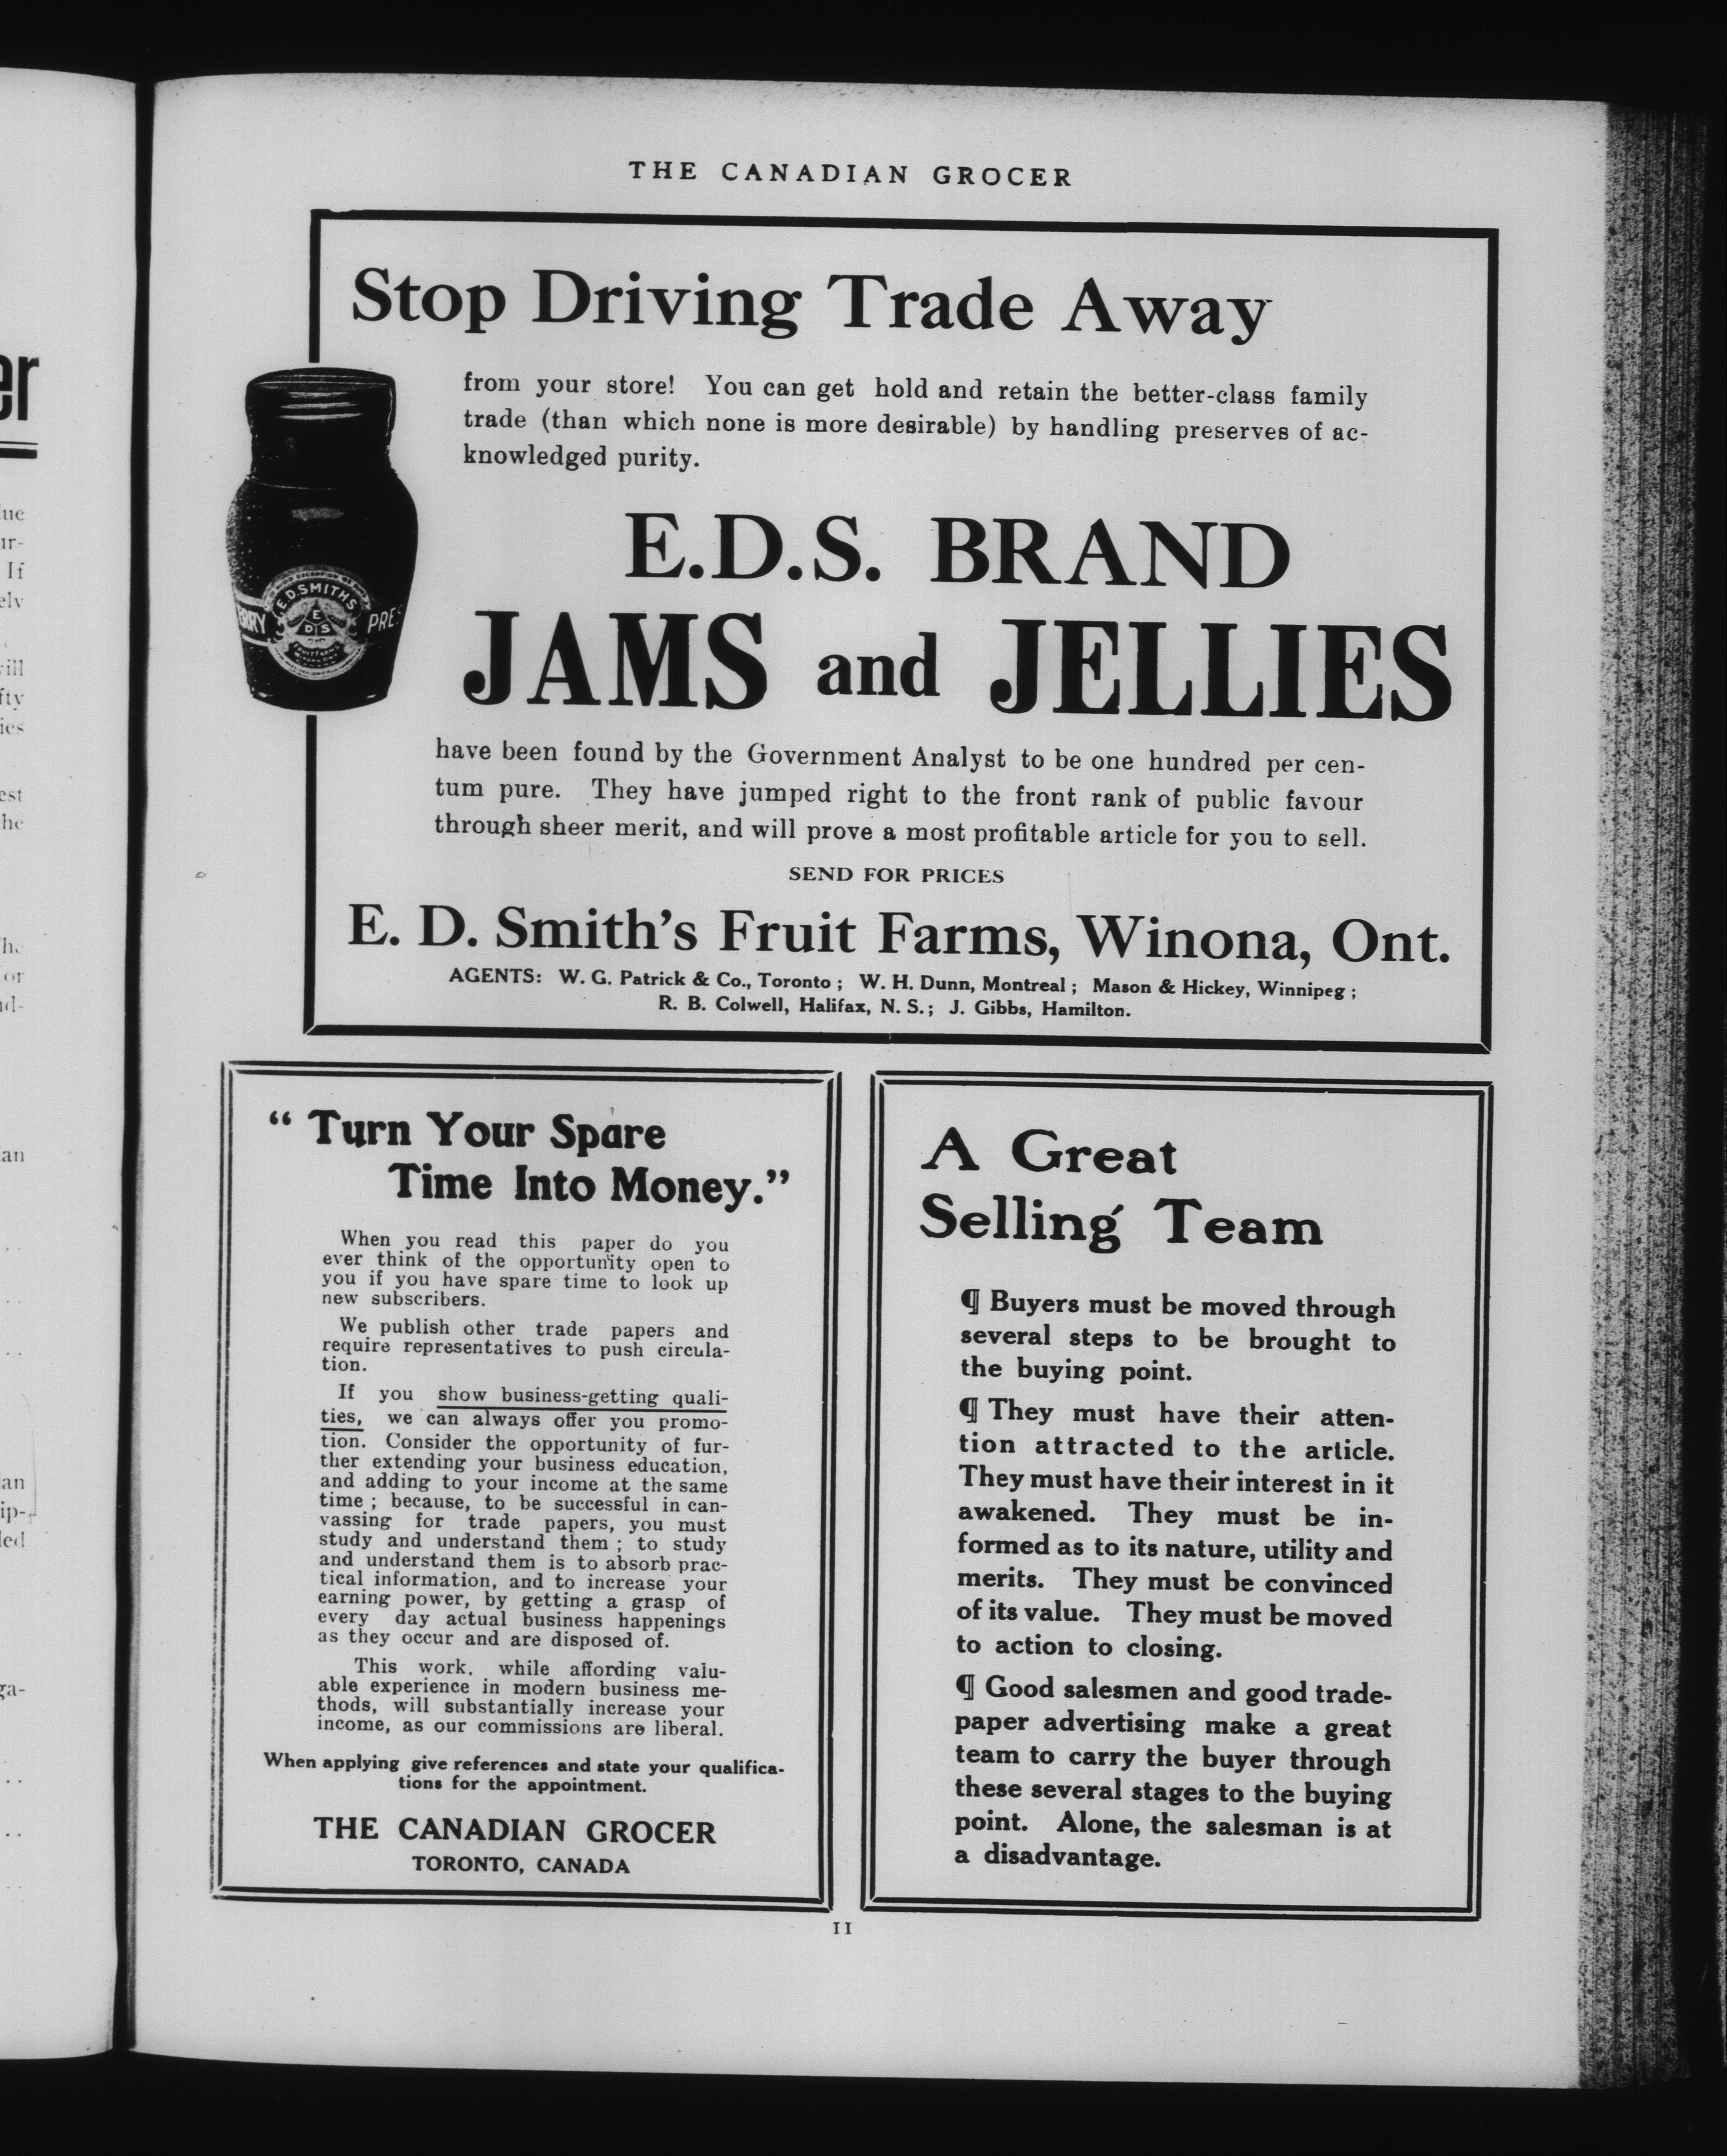 THE CANADIAN GROCER
Stop Driving Trade Away
from your store! You can get hold and retain the better-class family
trade (than which none is more desirable) by handling preserves of ac-
knowledged purity.
E.D.S. BRAND
JAMS and JELLIES
E.D.SMITH'S
E
D S
FRUIT FARMS
ERRY
PRES
have been found by the Government Analyst to be one hundred per cen-
tum pure. They have jumped right to the front rank of public favour
through sheer merit, and will prove a most profitable article for you to sell.
SEND FOR PRICES
E. D. Smith's Fruit Farms, Winona, Ont.
AGENTS: W. G. Patrick & Co., Toronto; W. H. Dunn, Montreal; Mason & Hickey, Winnipeg;
R. B. Colwell, Halifax, N. S.; J. Gibbs, Hamilton.
"Turn Your Spare
Time Into Money."
When you read this paper do you
ever think of the opportunity open to
you if you have spare time to look up
new subscribers.
We publish other trade papers and
require representatives to push circula-
tion.
If you show business-getting quali-
ties, we can always offer you promo-
tion. Consider the opportunity of fur-
ther extending your business education,
and adding to your income at the same
time; because, to be successful in can-
vassing for trade papers, you must
study and understand them; to study
and understand them is to absorb prac-
tical information, and to increase your
earning power, by getting a grasp of
every day actual business happenings
as they occur and are disposed of.
This work, while affording valu-
able experience in modern business me-
thods, will substantially increase your
income, as our commissions are liberal.
When applying give references and state your qualifica-
tions for the appointment.
THE CANADIAN GROCER
TORONTO, CANADA
A Great
Selling Team
¶ Buyers must be moved through
several steps to be brought to
the buying point.
¶ They must have their atten-
tion attracted to the article.
They must have their interest in it
awakened. They must be in-
formed as to its nature, utility and
merits. They must be convinced
of its value. They must be moved
to action to closing.
¶ Good salesmen and good trade-
paper advertising make a great
team to carry the buyer through
these several stages to the buying
point. Alone, the salesman is at
a disadvantage.
11